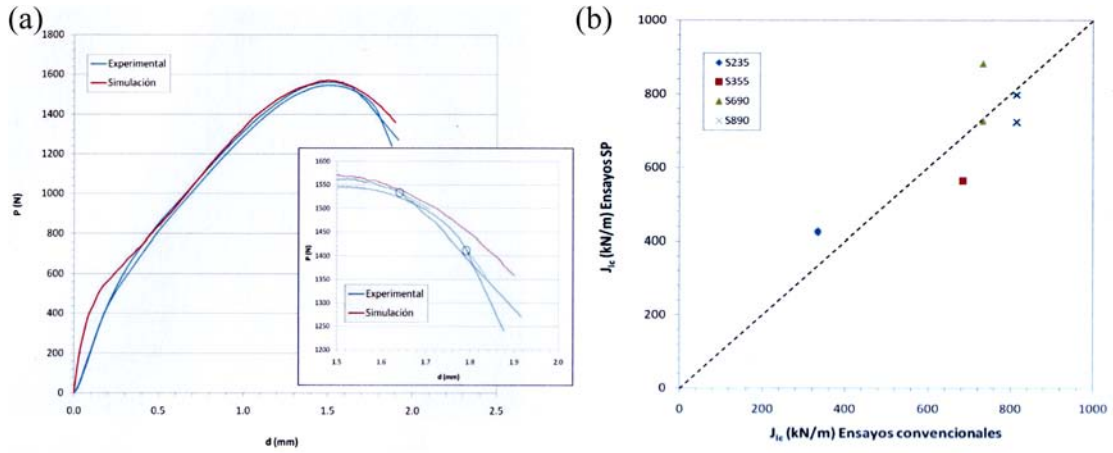 (a)
1800
1600
1400
1200
1000
800
600
400
200
0
P (N)
Experimental
Simulación
0.0
0.5
1.0
1.5
2.0
2.5
d (mm)
1600
1550
1500
1450
1400
1350
1300
1250
1200
P (N)
Experimental
Simulación
1.5
1.6
1.7
1.8
1.9
2.0
d (mm)
(b)
1000
800
600
400
200
0
J_Ic (kN/m) Ensayos SP
S235
S355
S690
S890
0
200
400
600
800
1000
J_Ic (kN/m) Ensayos convencionales